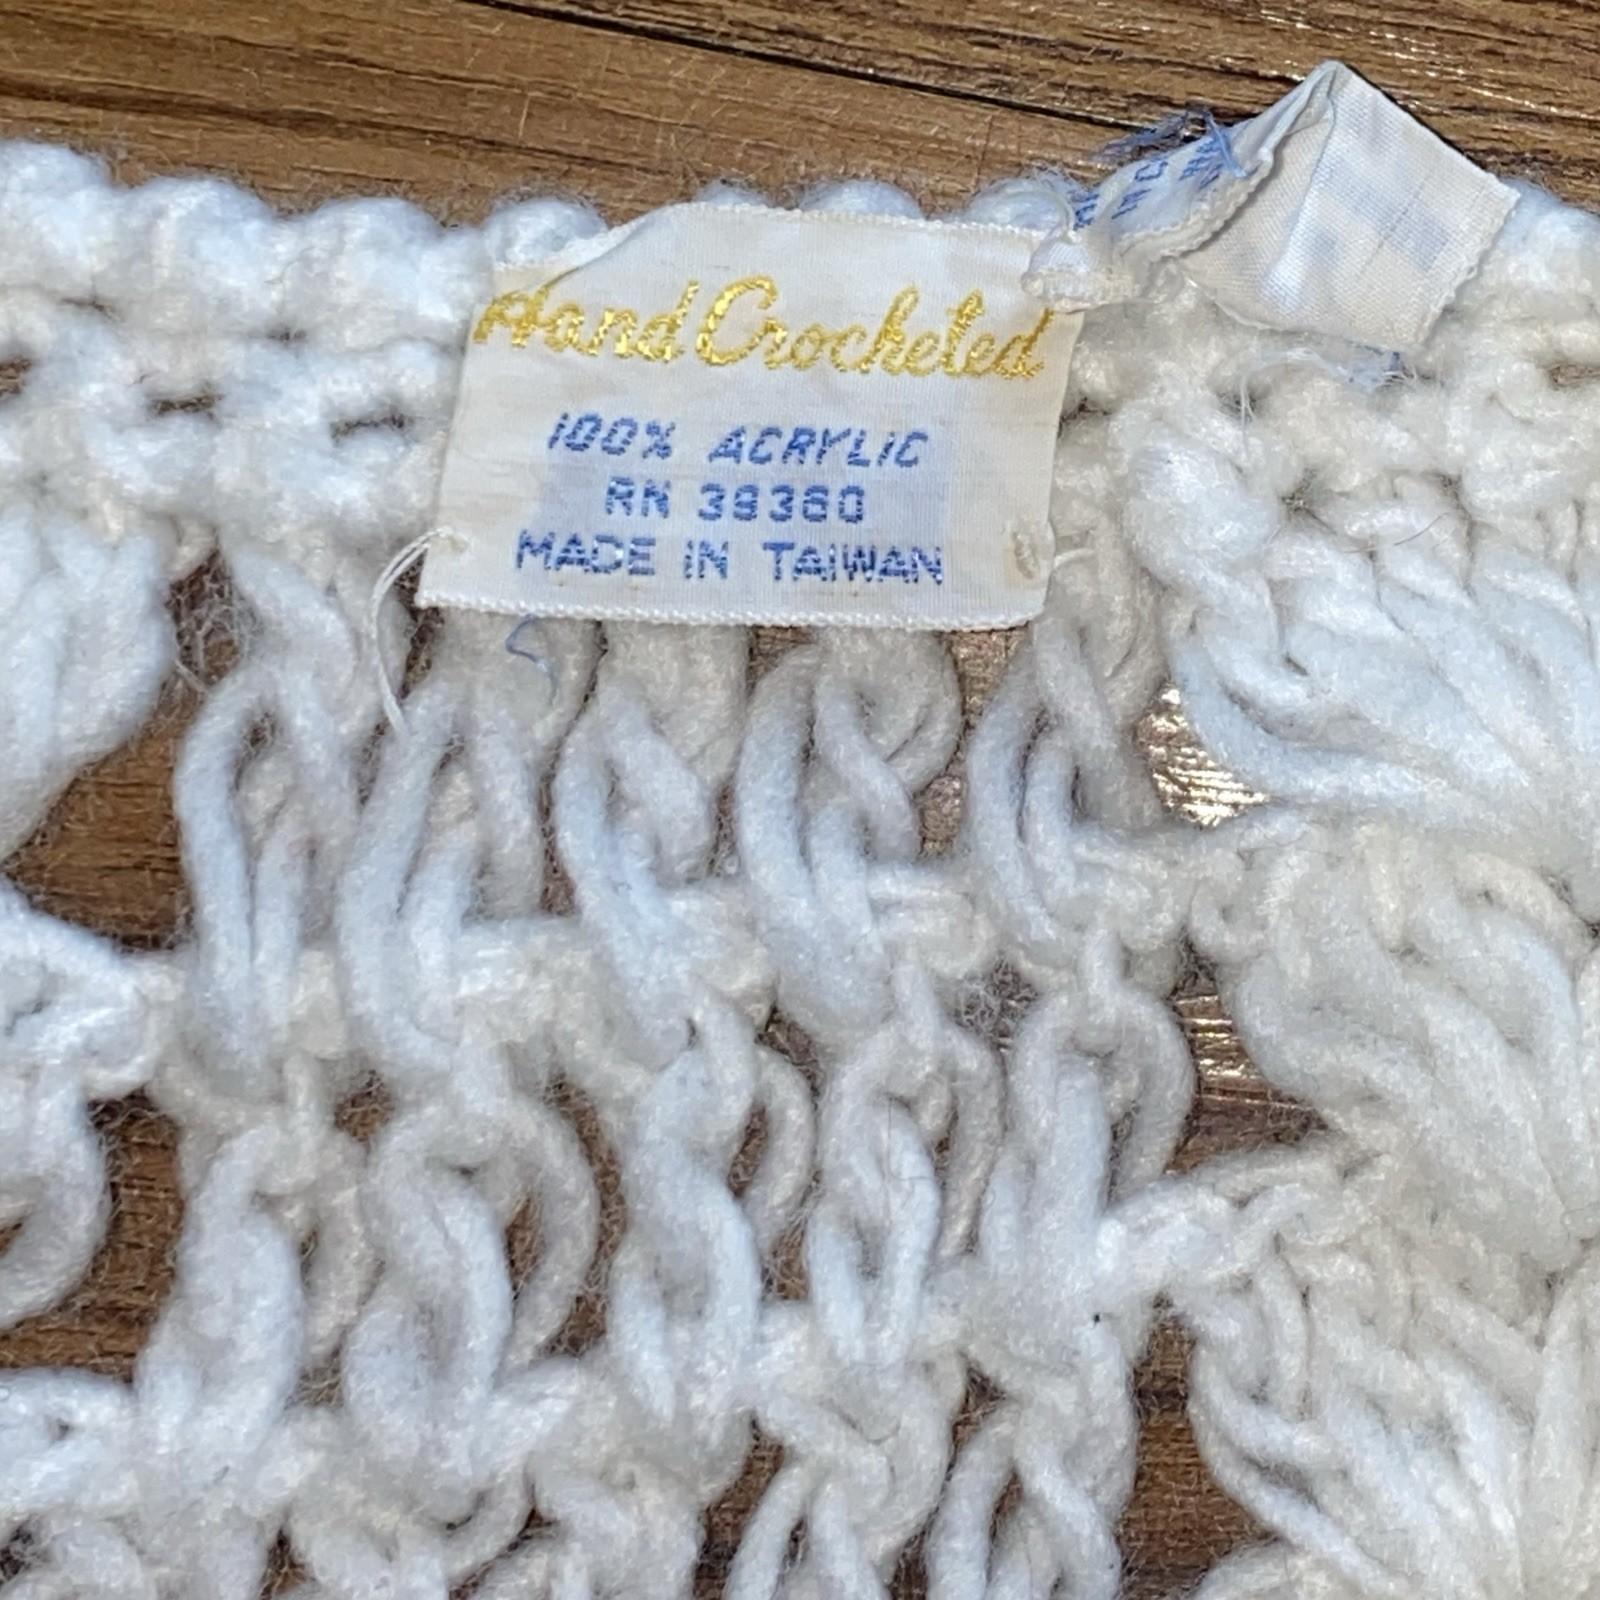 Hand Crocheted
100% ACRYLIC
RN 39360
MADE IN TAIWAN